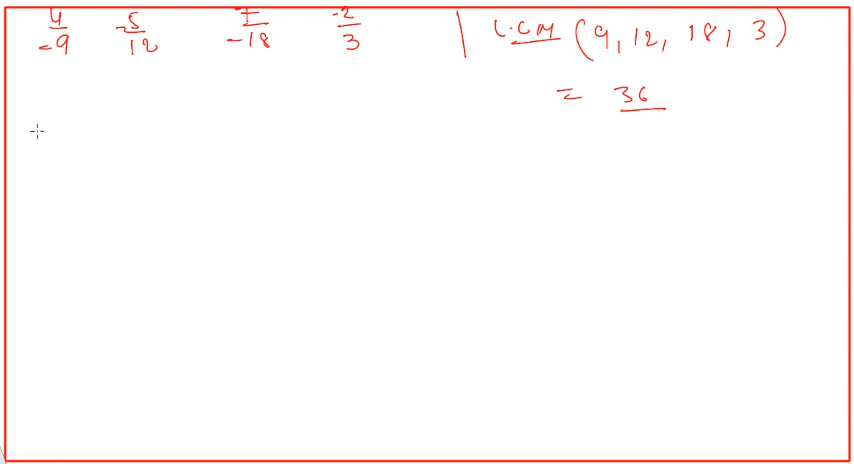 4/-9 -5/12 7/-18 -2/3 | L.C.M (9, 12, 18, 3)
= 36